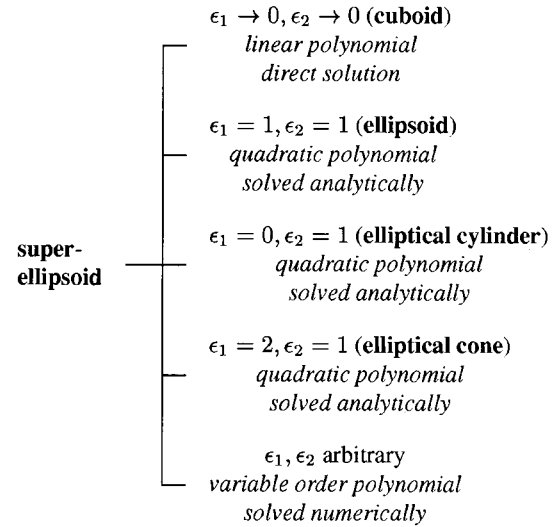 ϵ₁ → 0, ϵ₂ → 0 (cuboid)
linear polynomial
direct solution
ϵ₁ = 1, ϵ₂ = 1 (ellipsoid)
quadratic polynomial
solved analytically
super-
ellipsoid
ϵ₁ = 0, ϵ₂ = 1 (elliptical cylinder)
quadratic polynomial
solved analytically
ϵ₁ = 2, ϵ₂ = 1 (elliptical cone)
quadratic polynomial
solved analytically
ϵ₁, ϵ₂ arbitrary
variable order polynomial
solved numerically